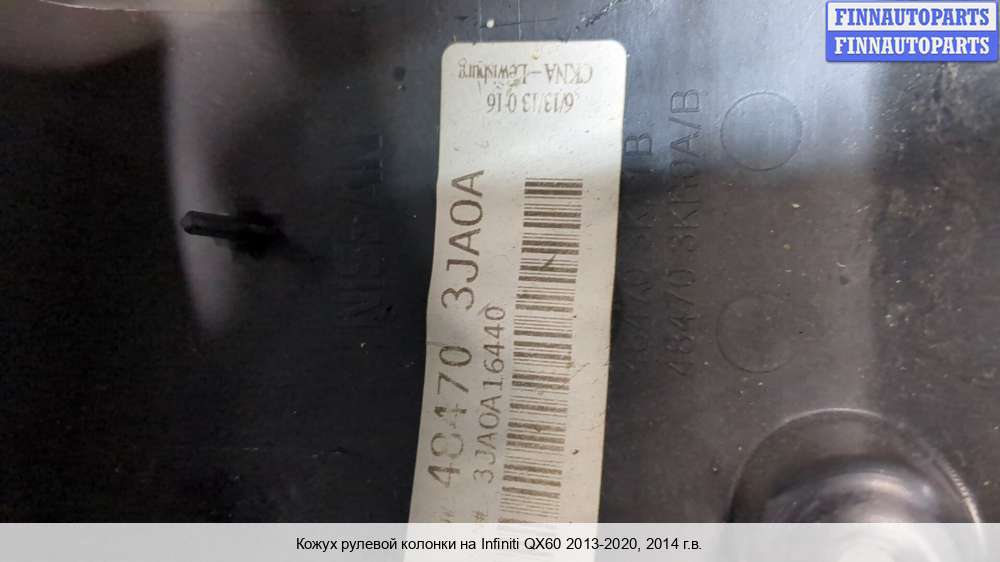 FINNAUTOPARTS
FINNAUTOPARTS
CKNA-Lewisburg
6/13/13 0:16
48470 3JA0A
3JA0A16440
NISSAN
Кожух рулевой колонки на Infiniti QX60 2013-2020, 2014 г.в.